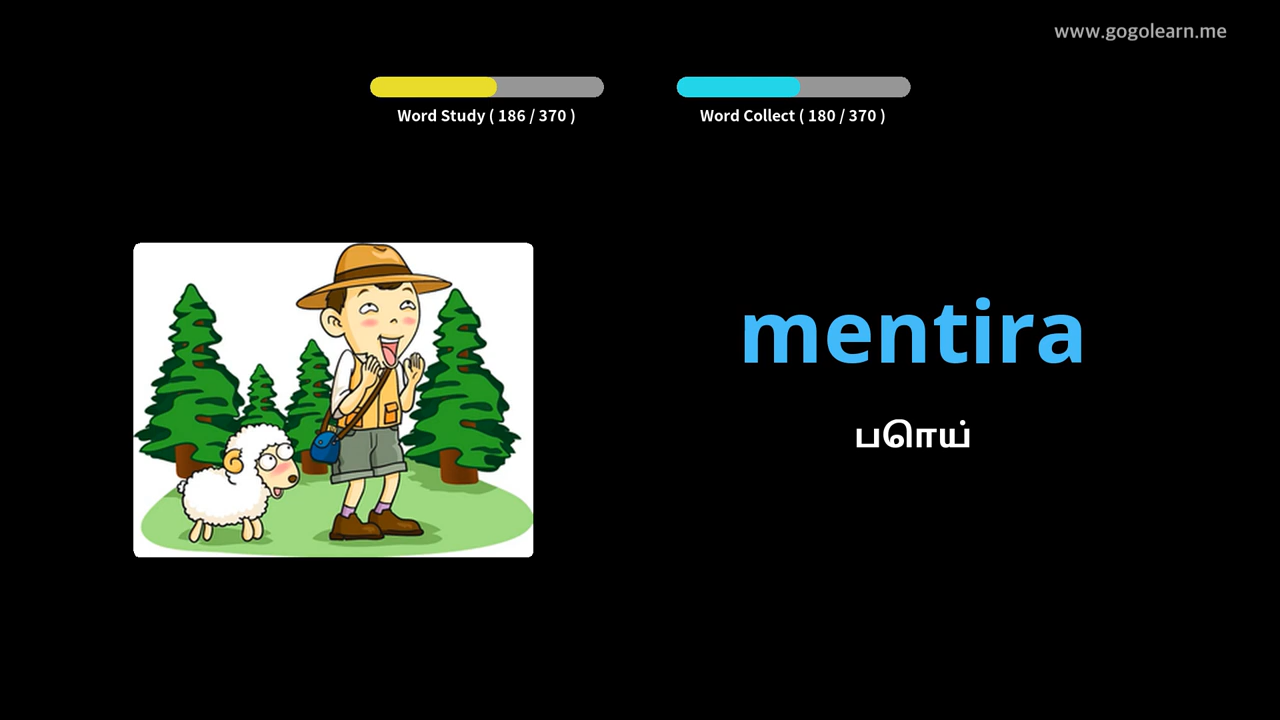 www.gogolearn.me
Word Study ( 186 / 370 )
Word Collect ( 180 / 370 )
mentira
பொய்